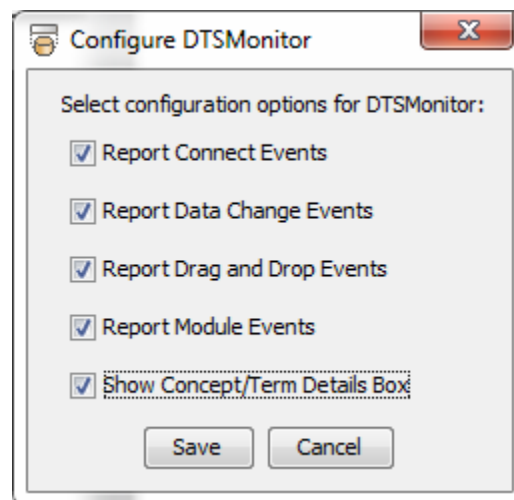 Configure DTSMonitor
Select configuration options for DTSMonitor:
Report Connect Events
Report Data Change Events
Report Drag and Drop Events
Report Module Events
Show Concept/Term Details Box
Save Cancel